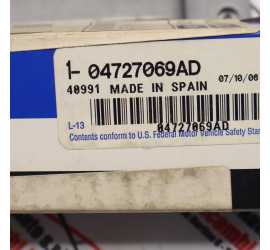 1- 04727069AD
07/10/06
40991 MADE IN SPAIN
L-13
04727069AD
Contents conform to U.S. Federal Motor Vehicle Safety Stan